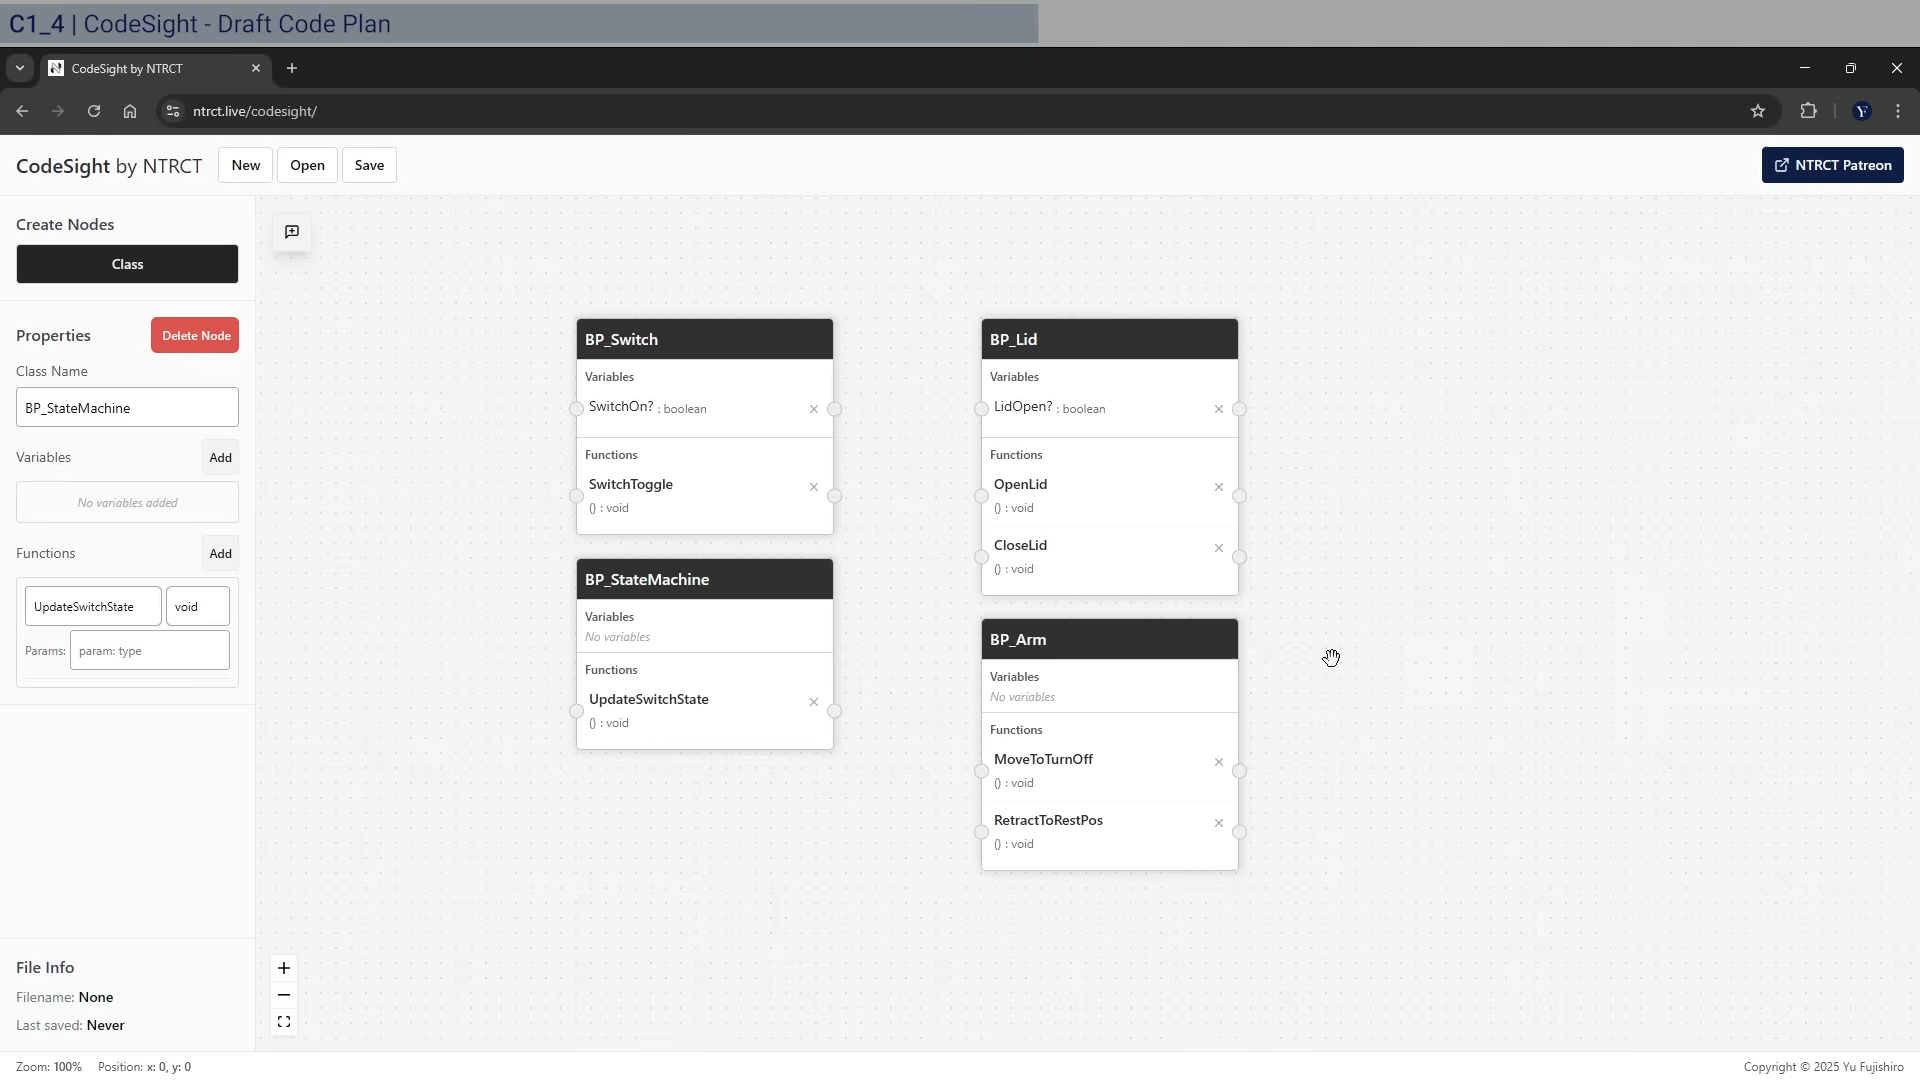 C1_4 | CodeSight - Draft Code Plan
CodeSight by NTRCT
ntrct.live/codesight/
Y
CodeSight by NTRCT
New
Open
Save
NTRCT Patreon
Create Nodes
Class
Properties
Delete Node
Class Name
BP_StateMachine
Variables
Add
No variables added
Functions
Add
UpdateSwitchState
void
Params:
param: type
File Info
Filename: None
Last saved: Never
BP_Switch
Variables
SwitchOn? : boolean
Functions
SwitchToggle
() : void
BP_StateMachine
Variables
No variables
Functions
UpdateSwitchState
() : void
BP_Lid
Variables
LidOpen? : boolean
Functions
OpenLid
() : void
CloseLid
() : void
BP_Arm
Variables
No variables
Functions
MoveToTurnOff
() : void
RetractToRestPos
() : void
Zoom: 100% Position: x: 0, y: 0
Copyright © 2025 Yu Fujishiro